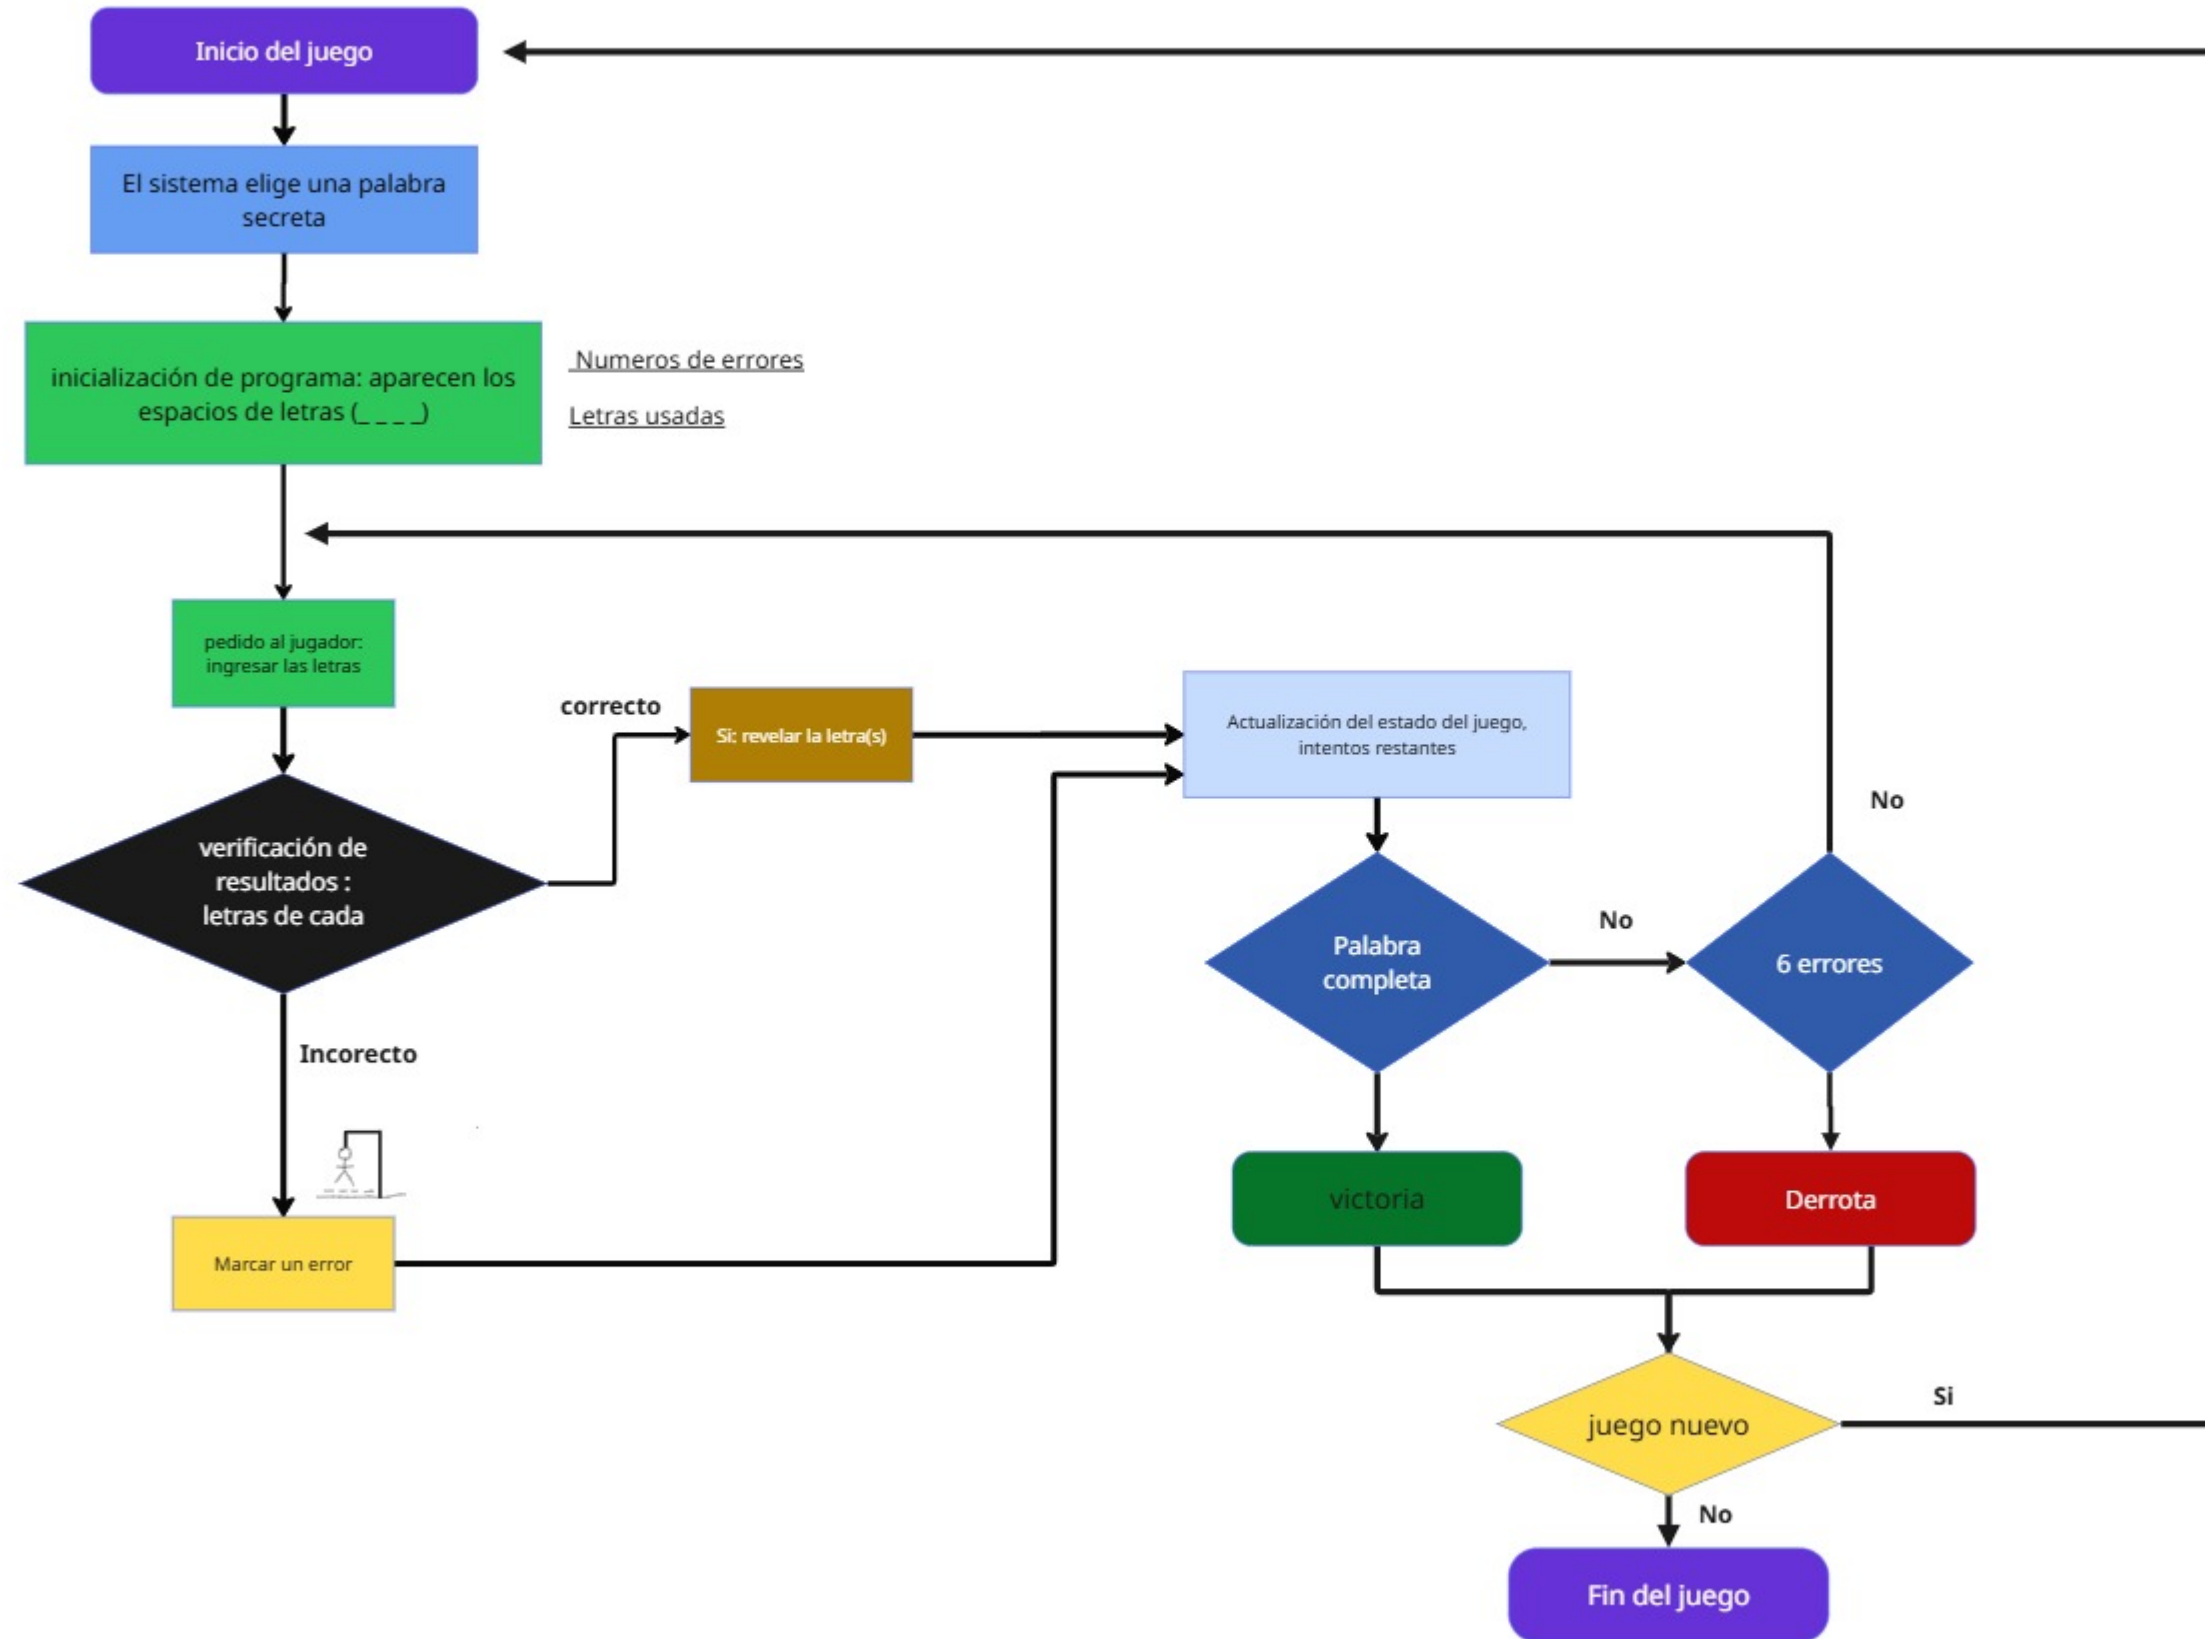 Inicio del juego
El sistema elige una palabra
secreta
inicialización de programa: aparecen los
espacios de letras (_ _ _ _)
Numeros de errores
Letras usadas
pedido al jugador:
ingresar las letras
verificación de
resultados :
letras de cada
correcto
Si: revelar la letra(s)
Incorecto
Marcar un error
Actualización del estado del juego,
intentos restantes
Palabra
completa
No
6 errores
No
victoria
Derrota
juego nuevo
Si
No
Fin del juego